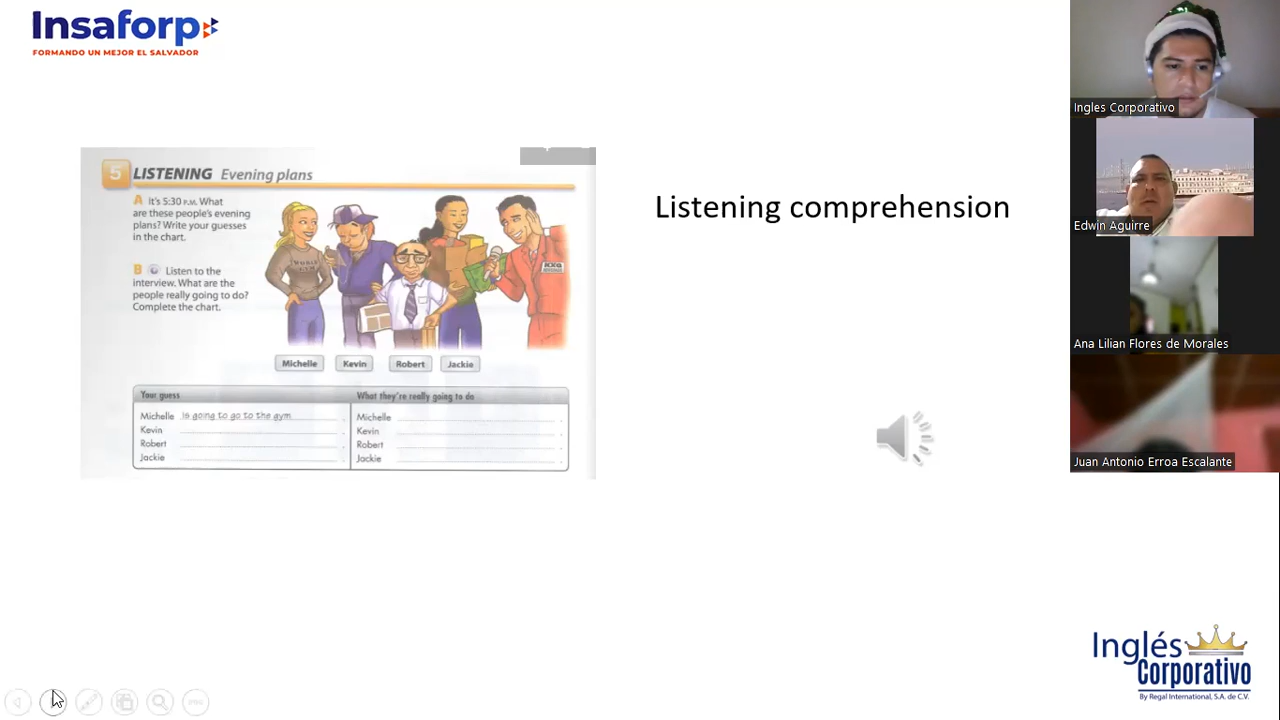 Insaforp
FORMANDO UN MEJOR EL SALVADOR
5 LISTENING Evening plans
A It's 5:30 P.M. What
are these people's evening
plans? Write your guesses
in the chart.
B Listen to the
interview. What are the
people really going to do?
Complete the chart.
Michelle Kevin Robert Jackie
Your guess What they're really going to do
Michelle is going to go to the gym Michelle
Kevin Kevin
Robert Robert
Jackie Jackie
Listening comprehension
Ingles Corporativo
Edwin Aguirre
Ana Lilian Flores de Morales
Juan Antonio Erroa Escalante
Inglés
Corporativo
By Regal International, S.A. de C.V.